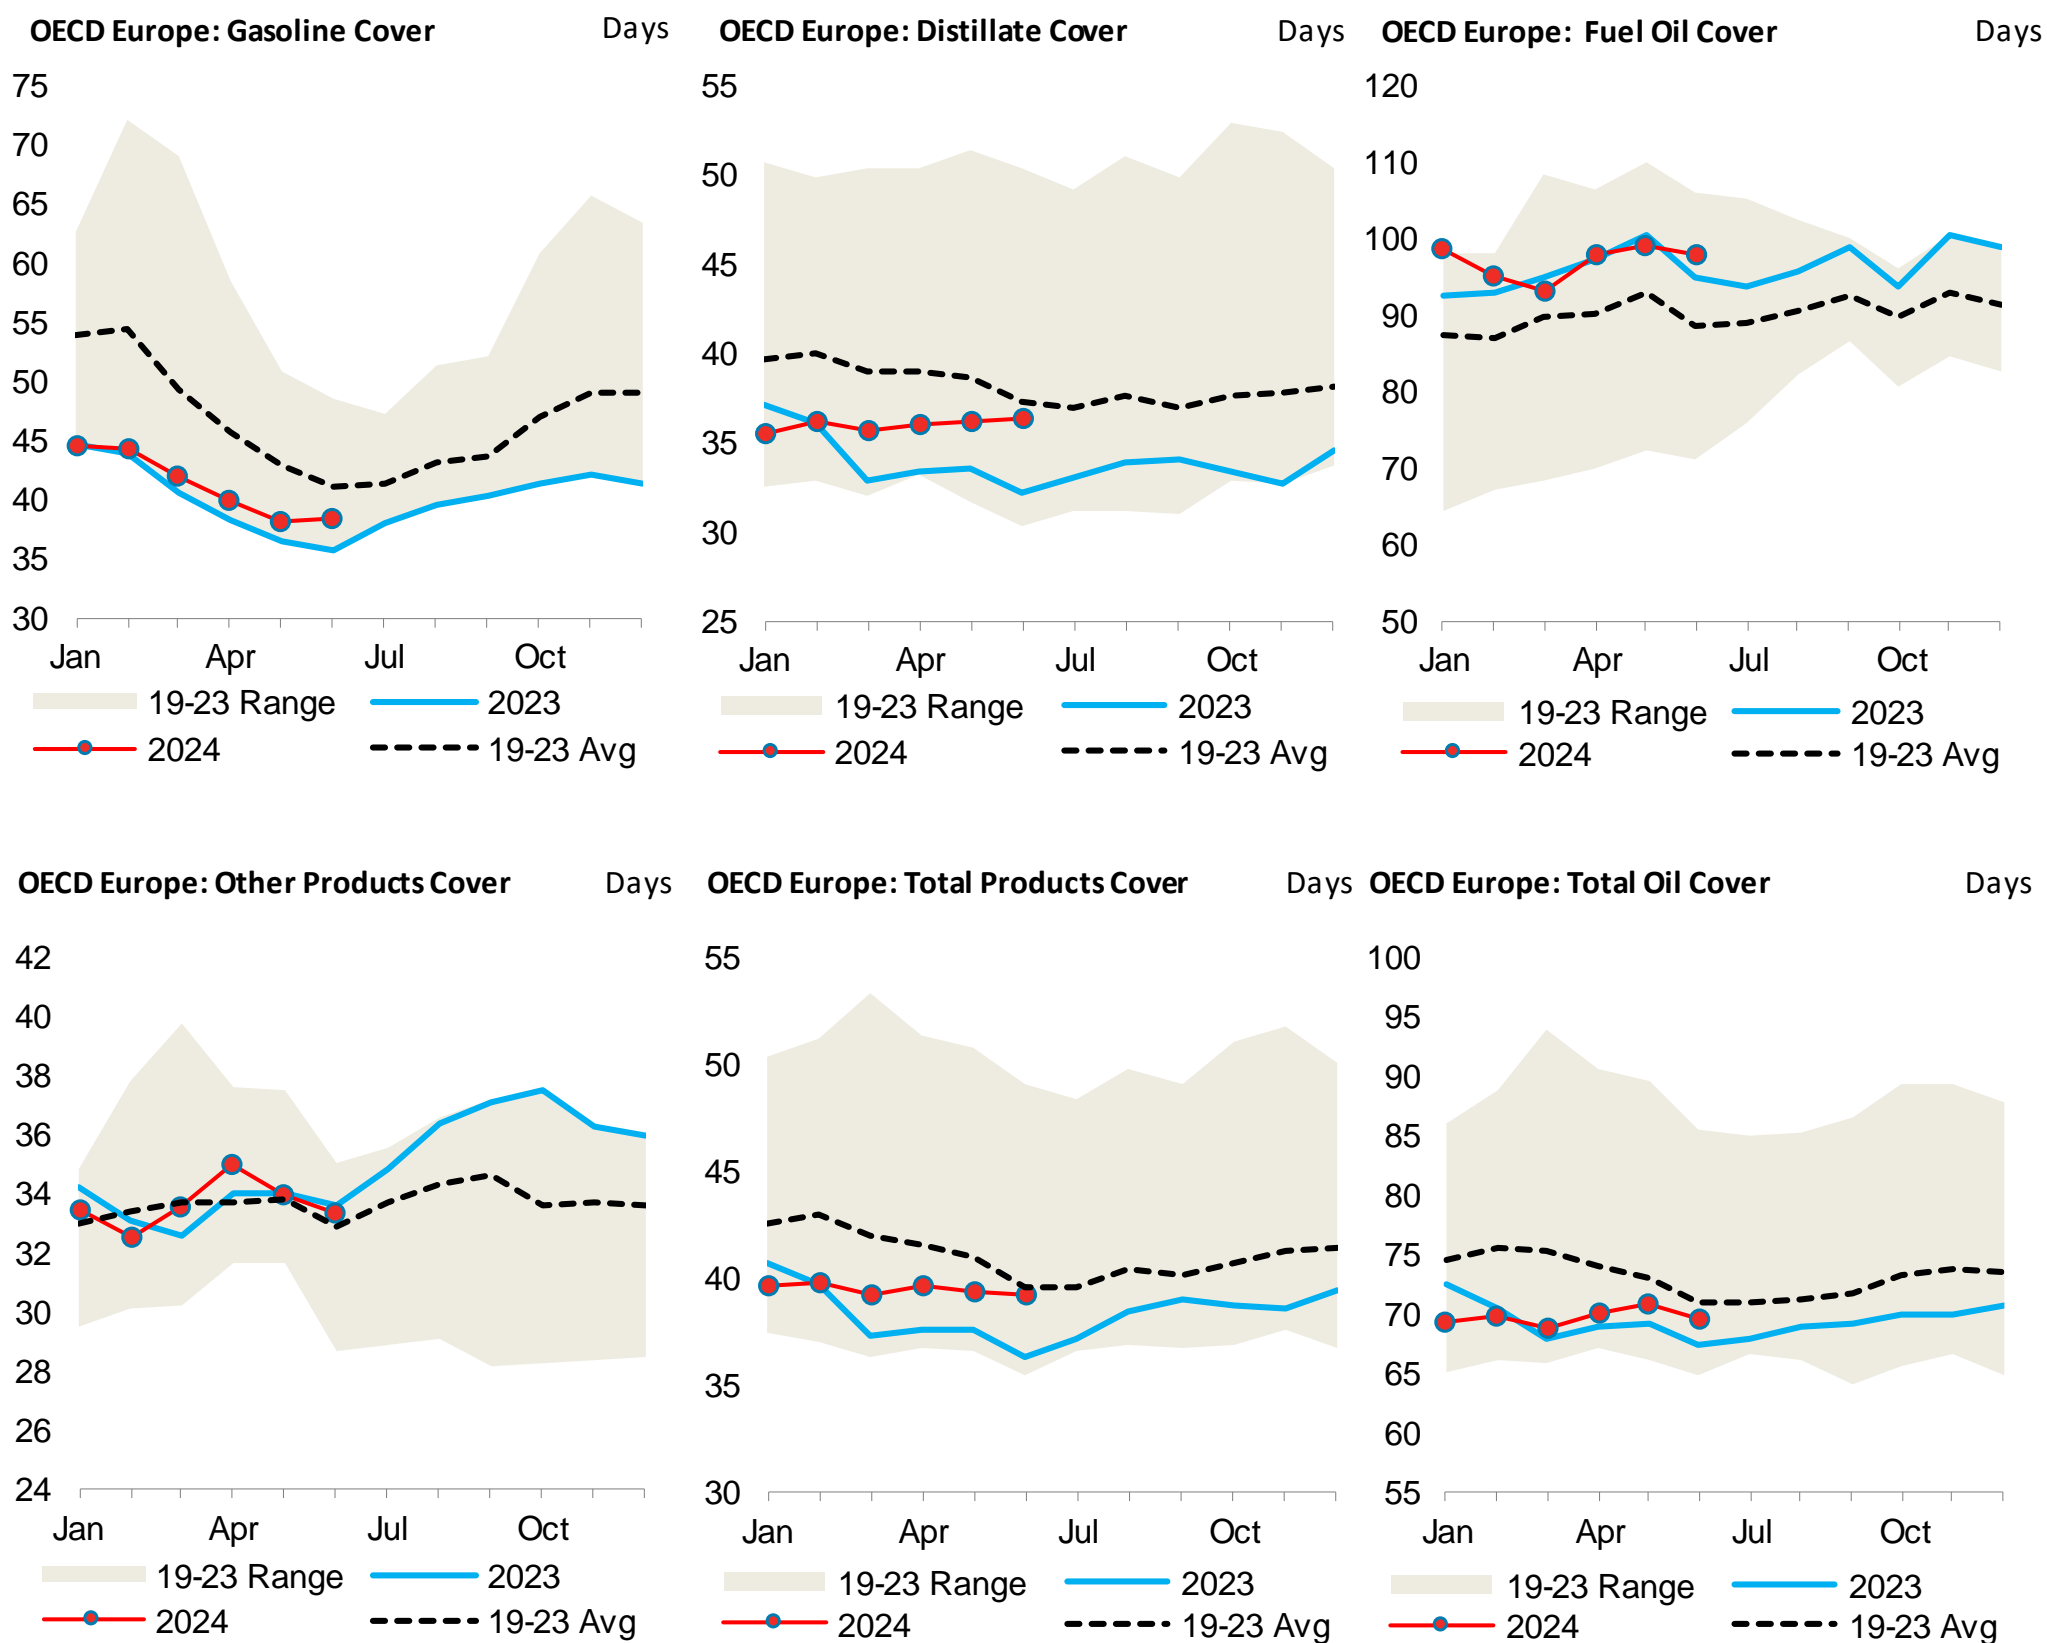 OECD Europe: Gasoline Cover Days
75
70
65
60
55
50
45
40
35
30
Jan Apr Jul Oct
19-23 Range 2023
2024 19-23 Avg
OECD Europe: Distillate Cover Days
55
50
45
40
35
30
25
Jan Apr Jul Oct
19-23 Range 2023
2024 19-23 Avg
OECD Europe: Fuel Oil Cover Days
120
110
100
90
80
70
60
50
Jan Apr Jul Oct
19-23 Range 2023
2024 19-23 Avg
OECD Europe: Other Products Cover Days
42
40
38
36
34
32
30
28
26
24
Jan Apr Jul Oct
19-23 Range 2023
2024 19-23 Avg
OECD Europe: Total Products Cover Days
55
50
45
40
35
30
Jan Apr Jul Oct
19-23 Range 2023
2024 19-23 Avg
OECD Europe: Total Oil Cover Days
100
95
90
85
80
75
70
65
60
55
Jan Apr Jul Oct
19-23 Range 2023
2024 19-23 Avg